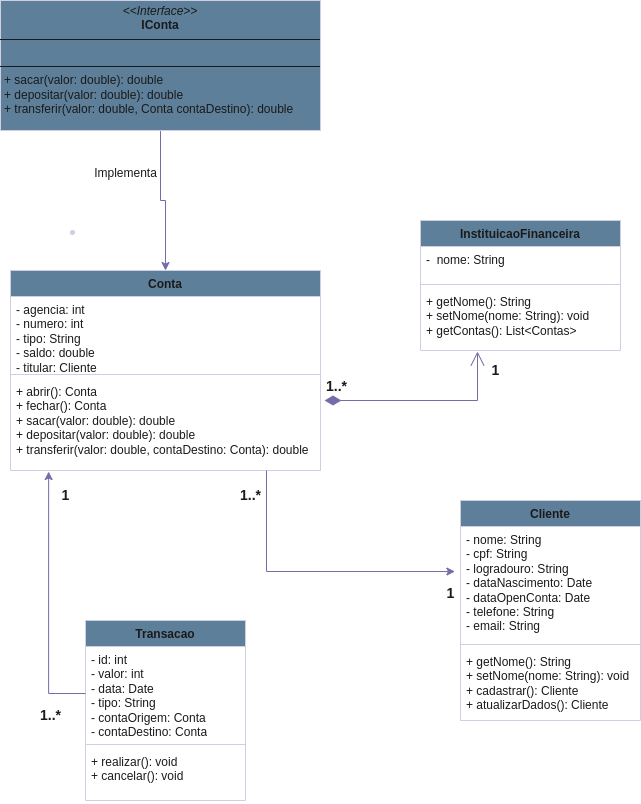 <<Interface>>
IConta
+ sacar(valor: double): double
+ depositar(valor: double): double
+ transferir(valor: double, Conta contaDestino): double
Implementa
InstituicaoFinanceira
- nome: String
+ getNome(): String
+ setNome(nome: String): void
+ getContas(): List<Contas>
1
Conta
- agencia: int
- numero: int
- tipo: String
- saldo: double
- titular: Cliente
+ abrir(): Conta
+ fechar(): Conta
+ sacar(valor: double): double
+ depositar(valor: double): double
+ transferir(valor: double, contaDestino: Conta): double
1..*
1
1..*
Cliente
- nome: String
- cpf: String
- logradouro: String
- dataNascimento: Date
- dataOpenConta: Date
- telefone: String
- email: String
+ getNome(): String
+ setNome(nome: String): void
+ cadastrar(): Cliente
+ atualizarDados(): Cliente
1
Transacao
- id: int
- valor: int
- data: Date
- tipo: String
- contaOrigem: Conta
- contaDestino: Conta
+ realizar(): void
+ cancelar(): void
1..*